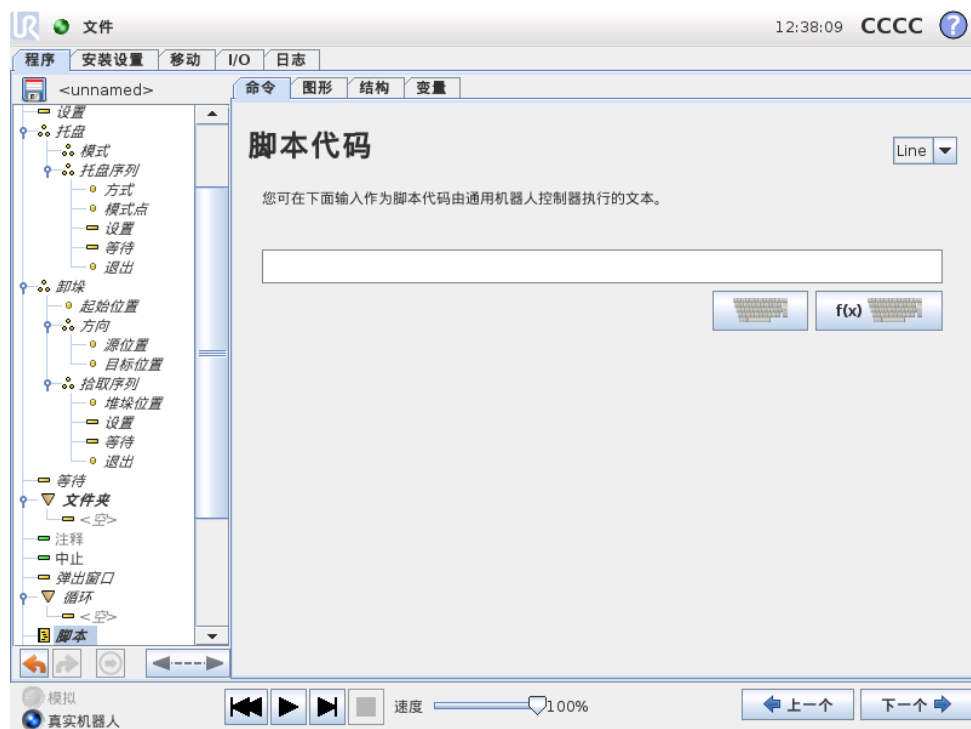 UR 文件 12:38:09 CCCC ?
程序 安装设置 移动 I/O 日志
<unnamed> 命令 图形 结构 变量
设置
托盘
模式
托盘序列
方式
模式点
设置
等待
退出
卸垛
起始位置
方向
源位置
目标位置
拾取序列
堆垛位置
设置
等待
退出
等待
文件夹
<空>
注释
中止
弹出窗口
循环
<空>
脚本
脚本代码
Line
您可在下面输入作为脚本代码由通用机器人控制器执行的文本。
f(x)
模拟
真实机器人
速度 100%
上一个 下一个